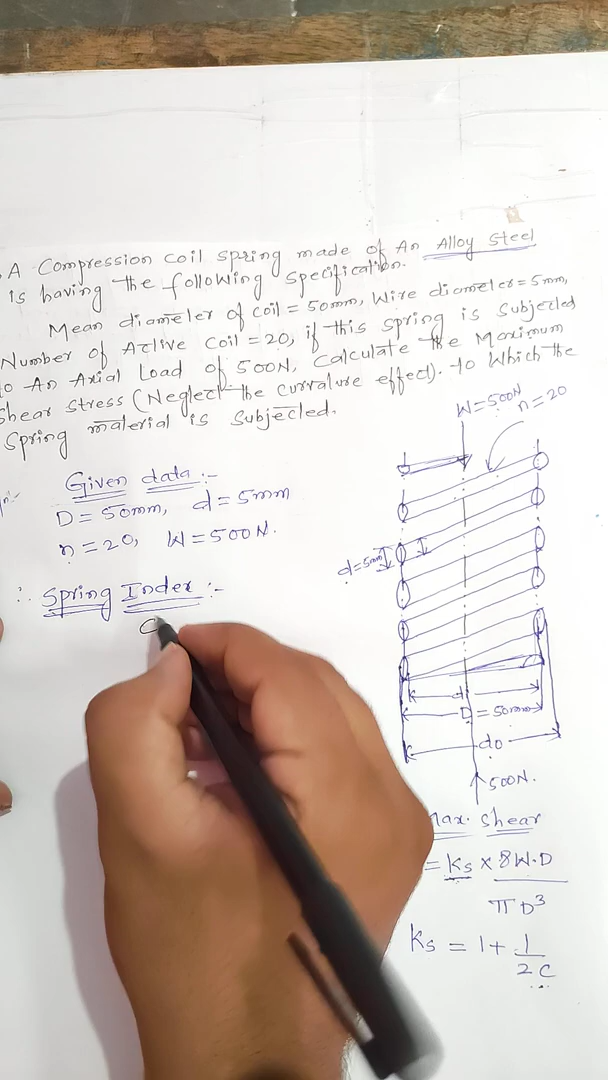 A Compression coil spring made of An Alloy steel
is having the following specification.
Mean diameter of coil = 50mm, Wire diameter = 5mm,
Number of Active coil = 20, if this spring is Subjected
to An Axial Load of 500N, Calculate the Maximum
Shear stress (Neglect the curvature effect). to Which the
Spring material is Subjected.
W=500N
n=20
Given data :-
D = 50mm, d = 5mm
n = 20, W = 500N.
d=5mm
∴ Spring Index :-
C
d
D = 50mm
do
500N.
Max. shear
= ks × 8W.D
πD³
ks = 1 + 1
2C